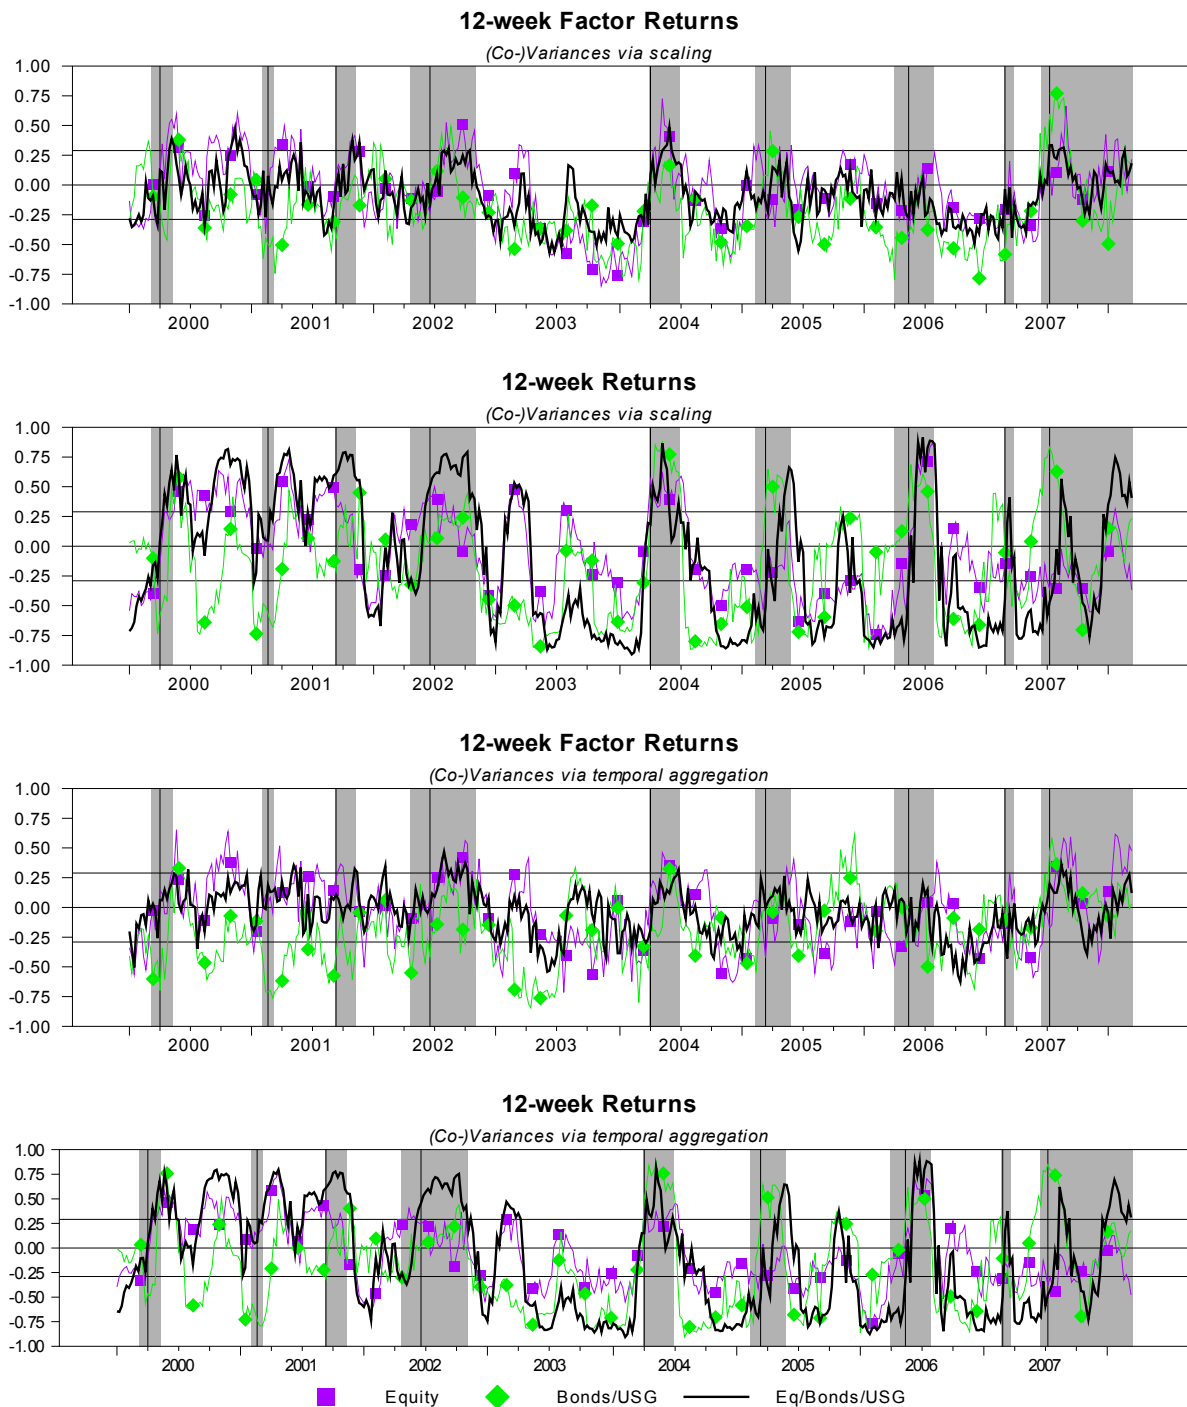 12-week Factor Returns
(Co-)Variances via scaling
1.00
0.75
0.50
0.25
0.00
-0.25
-0.50
-0.75
-1.00
2000 2001 2002 2003 2004 2005 2006 2007
12-week Returns
(Co-)Variances via scaling
1.00
0.75
0.50
0.25
0.00
-0.25
-0.50
-0.75
-1.00
2000 2001 2002 2003 2004 2005 2006 2007
12-week Factor Returns
(Co-)Variances via temporal aggregation
1.00
0.75
0.50
0.25
0.00
-0.25
-0.50
-0.75
-1.00
2000 2001 2002 2003 2004 2005 2006 2007
12-week Returns
(Co-)Variances via temporal aggregation
1.00
0.75
0.50
0.25
0.00
-0.25
-0.50
-0.75
-1.00
2000 2001 2002 2003 2004 2005 2006 2007
Equity Bonds/USG Eq/Bonds/USG